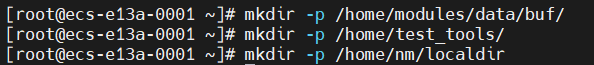 [root@ecs-e13a-0001 ~]# mkdir -p /home/modules/data/buf/
[root@ecs-e13a-0001 ~]# mkdir -p /home/test_tools/
[root@ecs-e13a-0001 ~]# mkdir -p /home/nm/localdir